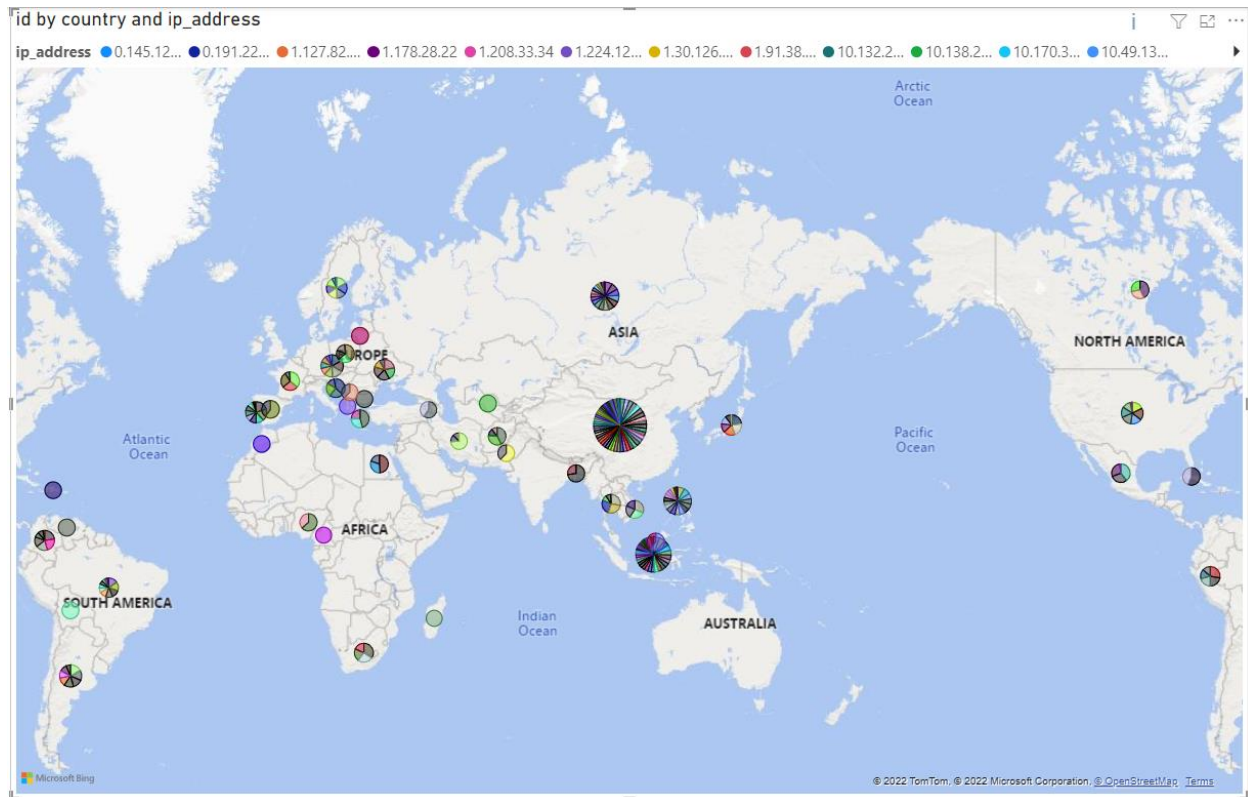 id by country and ip_address
ip_address 0.145.12... 0.191.22... 1.127.82.... 1.178.28.22 1.208.33.34 1.224.12... 1.30.126.... 1.91.38.... 10.132.2... 10.138.2... 10.170.3... 10.49.13...
Arctic
Ocean
ASIA
NORTH AMERICA
UROPE
Atlantic
Ocean
Pacific
Ocean
AFRICA
SOUTH AMERICA
Indian
Ocean
AUSTRALIA
Microsoft Bing
© 2022 TomTom, © 2022 Microsoft Corporation, © OpenStreetMap Terms